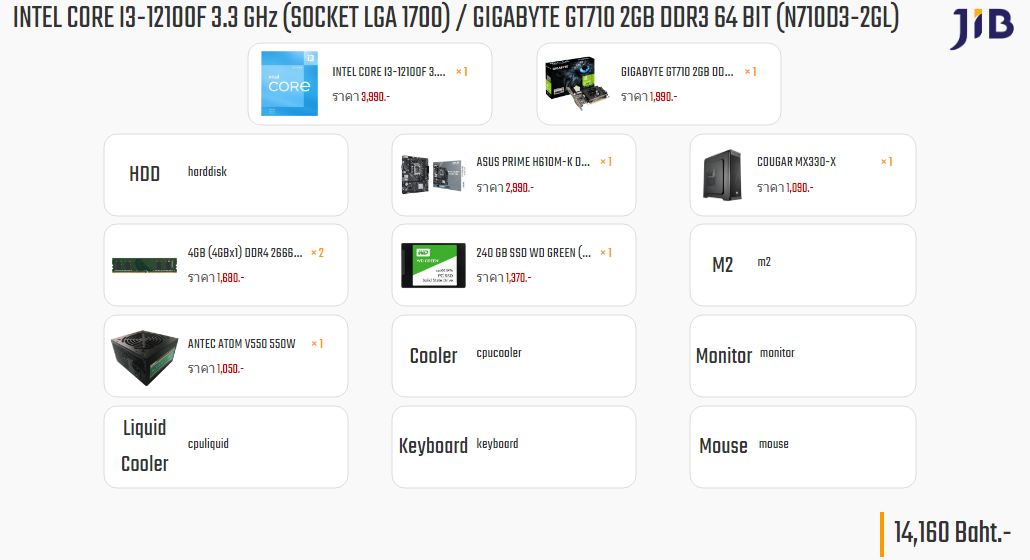 INTEL CORE I3-12100F 3.3 GHz (SOCKET LGA 1700) / GIGABYTE GT710 2GB DDR3 64 BIT (N710D3-2GL)
JIB
INTEL CORE I3-12100F 3.... × 1
ราคา 3,990.-
GIGABYTE GT710 2GB DD... × 1
ราคา 1,990.-
HDD harddisk
ASUS PRIME H610M-K D... × 1
ราคา 2,990.-
COUGAR MX330-X × 1
ราคา 1,090.-
4GB (4GBx1) DDR4 2666... × 2
ราคา 1,680.-
240 GB SSD WD GREEN (... × 1
ราคา 1,370.-
M2 m2
ANTEC ATOM V550 550W × 1
ราคา 1,050.-
Cooler cpucooler
Monitor monitor
Liquid
Cooler
cpuliquid
Keyboard keyboard
Mouse mouse
14,160 Baht.-